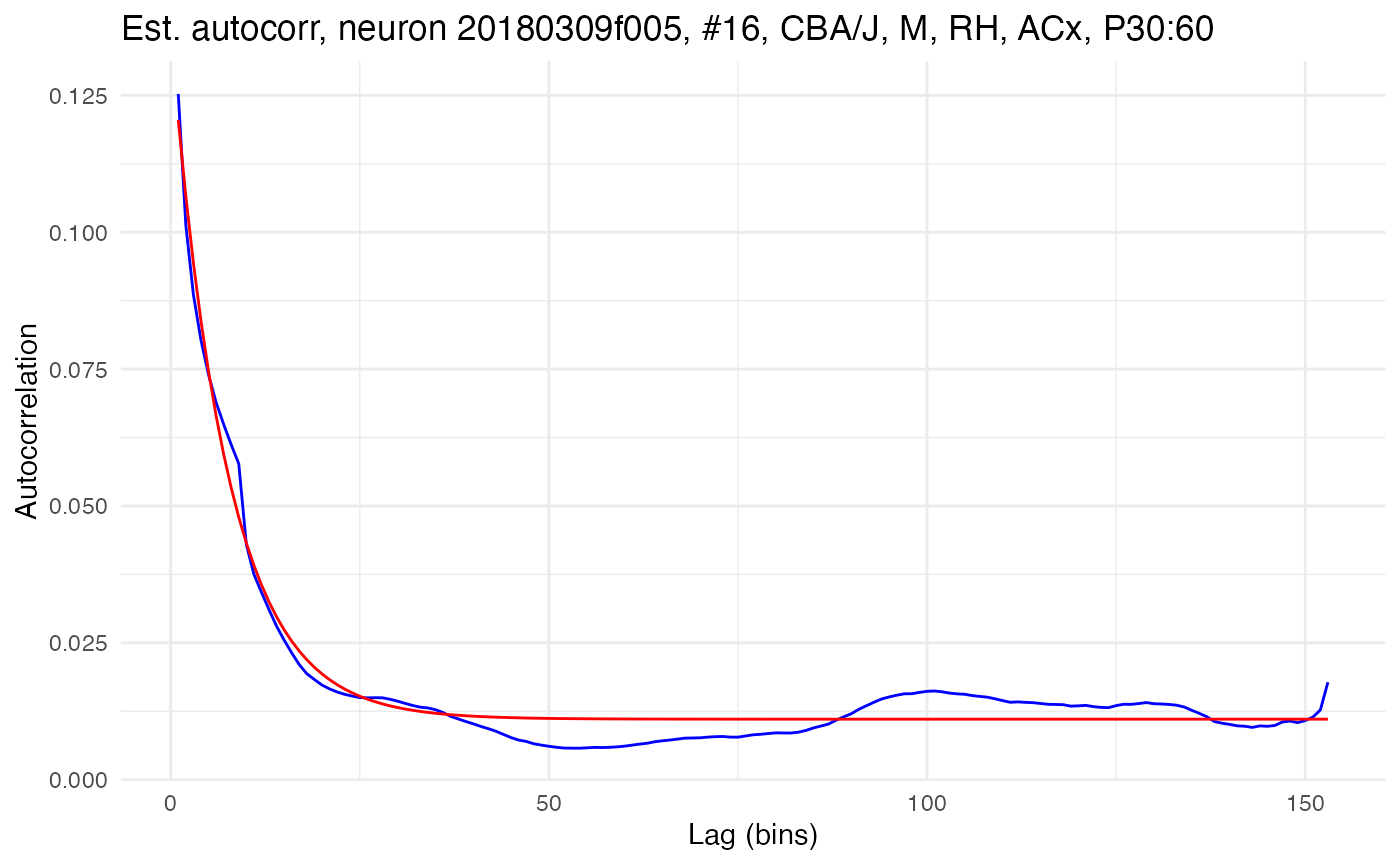 Est. autocorr, neuron 20180309f005, #16, CBA/J, M, RH, ACx, P30:60
Autocorrelation
0.125
0.100
0.075
0.050
0.025
0.000
0 50 100 150
Lag (bins)